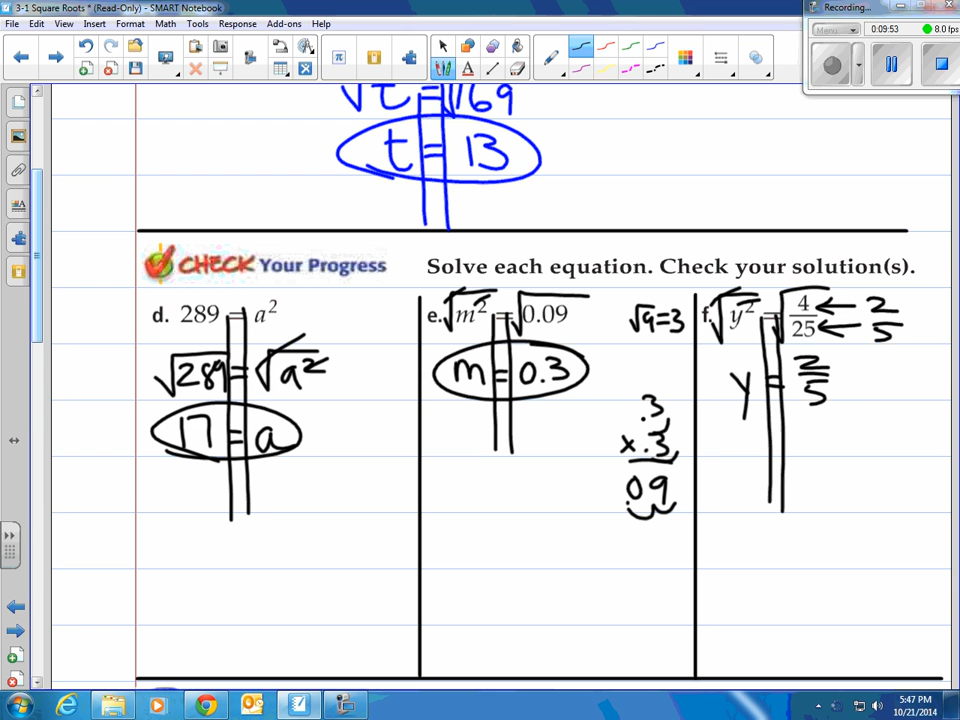 3-1 Square Roots * (Read-Only) - SMART Notebook
Recording...
File Edit View Insert Format Math Tools Response Add-ons Help
Menu
0:09:53
8.0 fps
√t = √169
t = 13
CHECK Your Progress Solve each equation. Check your solution(s).
d. 289 = a²
√289 = √a²
17 = a
e. √m² = √0.09
√9=3
m = 0.3
.3
x .3
.09
f. √y² = √4/25 ← 2/5
y = 2/5
5:47 PM
10/21/2014